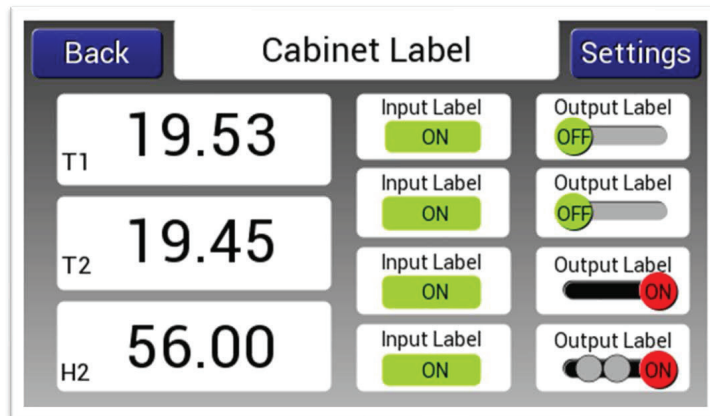 Back
Cabinet Label
Settings
T1 19.53
T2 19.45
H2 56.00
Input Label
ON
Input Label
ON
Input Label
ON
Input Label
ON
Output Label
OFF
Output Label
OFF
Output Label
ON
Output Label
ON